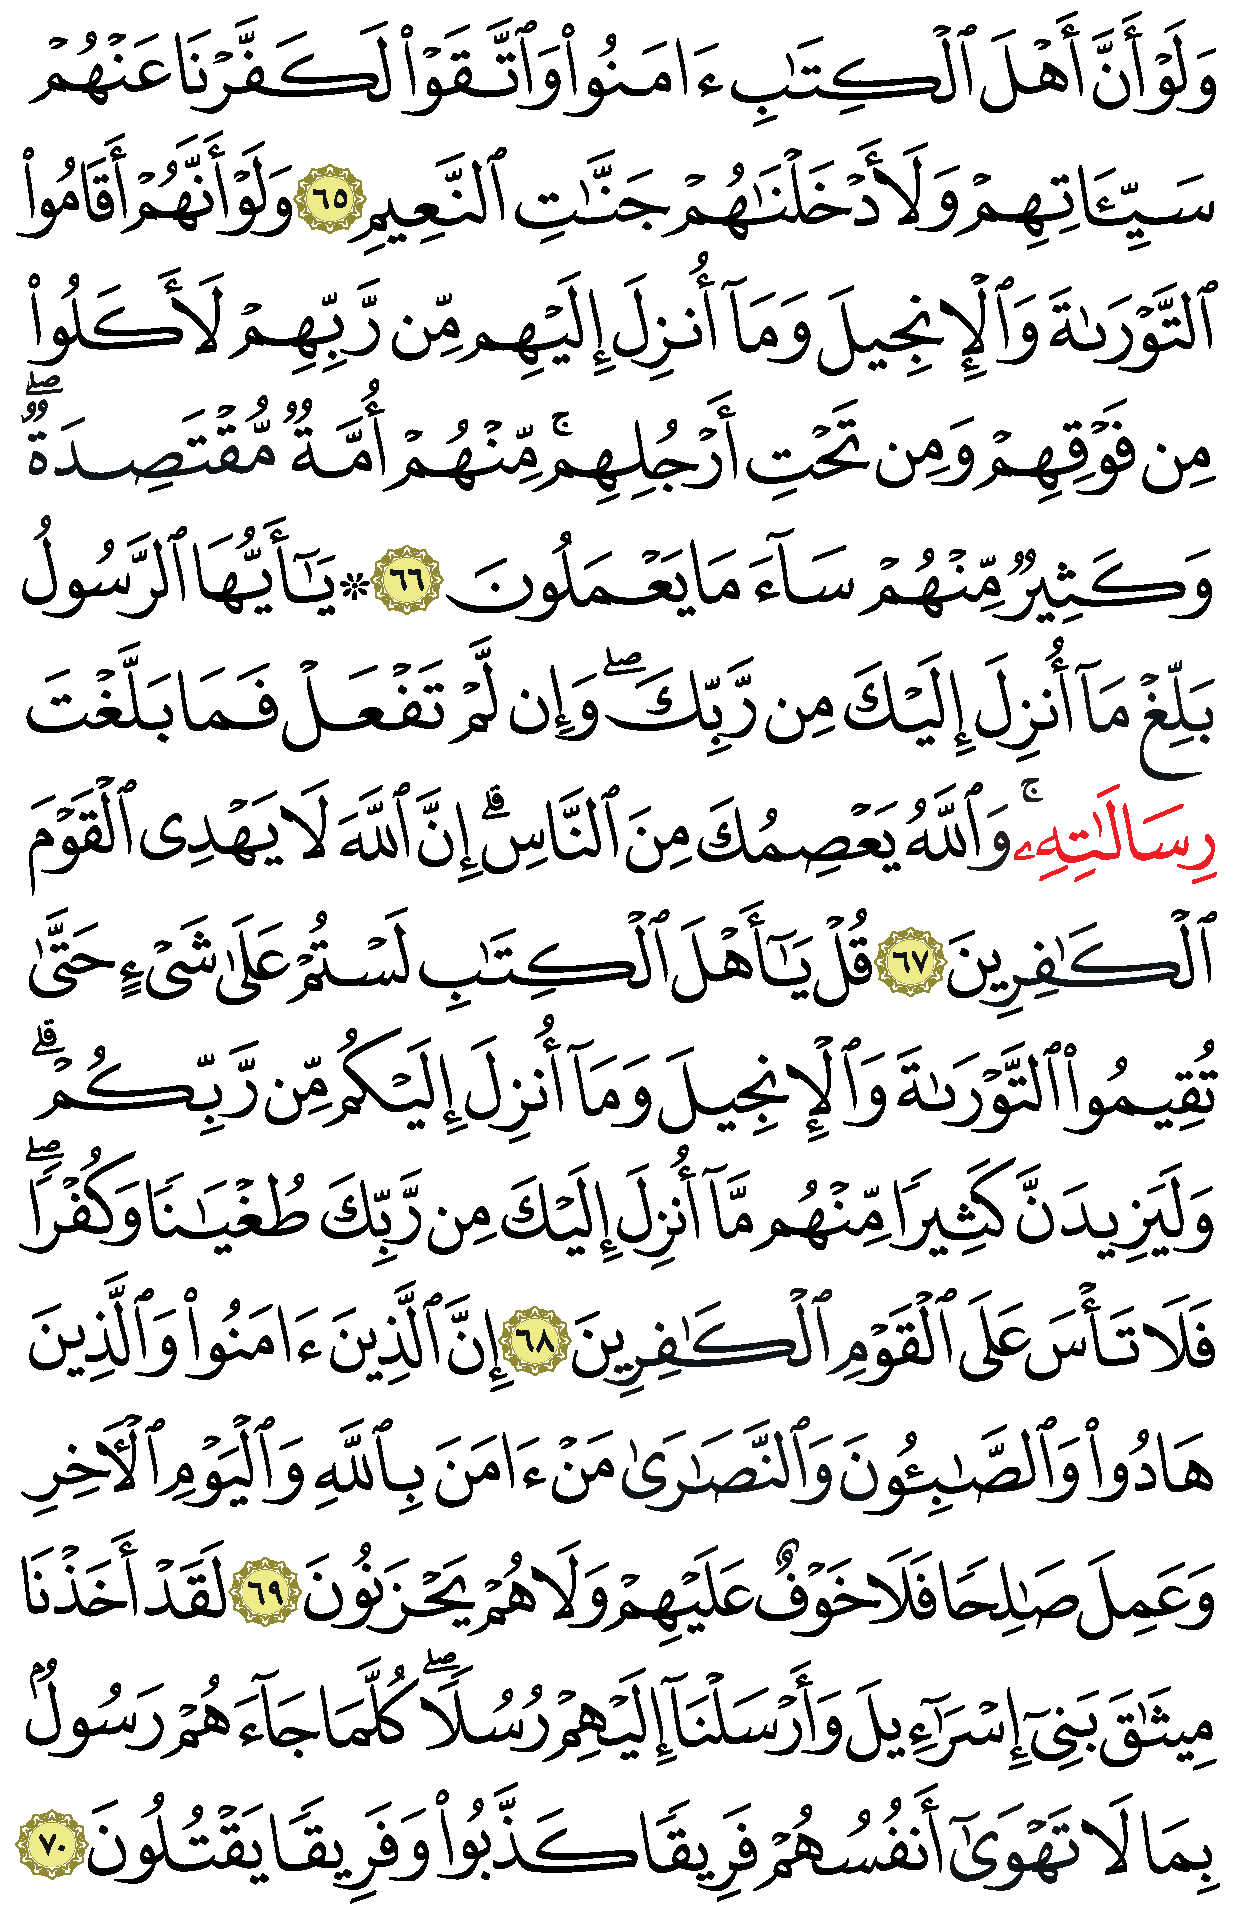 وَلَوۡ أَنَّ أَهۡلَ ٱلۡكِتَٰبِ ءَامَنُواْ وَٱتَّقَوۡاْ لَكَفَّرۡنَا عَنۡهُمۡ
سَيِّـَٔاتِهِمۡ وَلَأَدۡخَلۡنَٰهُمۡ جَنَّٰتِ ٱلنَّعِيمِ ٦٥ وَلَوۡ أَنَّهُمۡ أَقَامُواْ
ٱلتَّوۡرَىٰةَ وَٱلۡإِنجِيلَ وَمَآ أُنزِلَ إِلَيۡهِم مِّن رَّبِّهِمۡ لَأَكَلُواْ
مِن فَوۡقِهِمۡ وَمِن تَحۡتِ أَرۡجُلِهِمۚ مِّنۡهُمۡ أُمَّةٞ مُّقۡتَصِدَةٞۖ
وَكَثِيرٞ مِّنۡهُمۡ سَآءَ مَا يَعۡمَلُونَ ٦٦ ۞ يَٰٓأَيُّهَا ٱلرَّسُولُ
بَلِّغۡ مَآ أُنزِلَ إِلَيۡكَ مِن رَّبِّكَۖ وَإِن لَّمۡ تَفۡعَلۡ فَمَا بَلَّغۡتَ
رِسَالَٰتِهِۦۚ وَٱللَّهُ يَعۡصِمُكَ مِنَ ٱلنَّاسِۗ إِنَّ ٱللَّهَ لَا يَهۡدِي ٱلۡقَوۡمَ
ٱلۡكَٰفِرِينَ ٦٧ قُلۡ يَٰٓأَهۡلَ ٱلۡكِتَٰبِ لَسۡتُمۡ عَلَىٰ شَيۡءٍ حَتَّىٰ
تُقِيمُواْ ٱلتَّوۡرَىٰةَ وَٱلۡإِنجِيلَ وَمَآ أُنزِلَ إِلَيۡكُم مِّن رَّبِّكُمۡۗ
وَلَيَزِيدَنَّ كَثِيرٗا مِّنۡهُم مَّآ أُنزِلَ إِلَيۡكَ مِن رَّبِّكَ طُغۡيَٰنٗا وَكُفۡرٗاۖ
فَلَا تَأۡسَ عَلَى ٱلۡقَوۡمِ ٱلۡكَٰفِرِينَ ٦٨ إِنَّ ٱلَّذِينَ ءَامَنُواْ وَٱلَّذِينَ
هَادُواْ وَٱلصَّٰبِـُٔونَ وَٱلنَّصَٰرَىٰ مَنۡ ءَامَنَ بِٱللَّهِ وَٱلۡيَوۡمِ ٱلۡأٓخِرِ
وَعَمِلَ صَٰلِحٗا فَلَا خَوۡفٌ عَلَيۡهِمۡ وَلَا هُمۡ يَحۡزَنُونَ ٦٩ لَقَدۡ أَخَذۡنَا
مِيثَٰقَ بَنِيٓ إِسۡرَٰٓءِيلَ وَأَرۡسَلۡنَآ إِلَيۡهِمۡ رُسُلٗاۖ كُلَّمَا جَآءَهُمۡ رَسُولُۢ
بِمَا لَا تَهۡوَىٰٓ أَنفُسُهُمۡ فَرِيقٗا كَذَّبُواْ وَفَرِيقٗا يَقۡتُلُونَ ٧٠